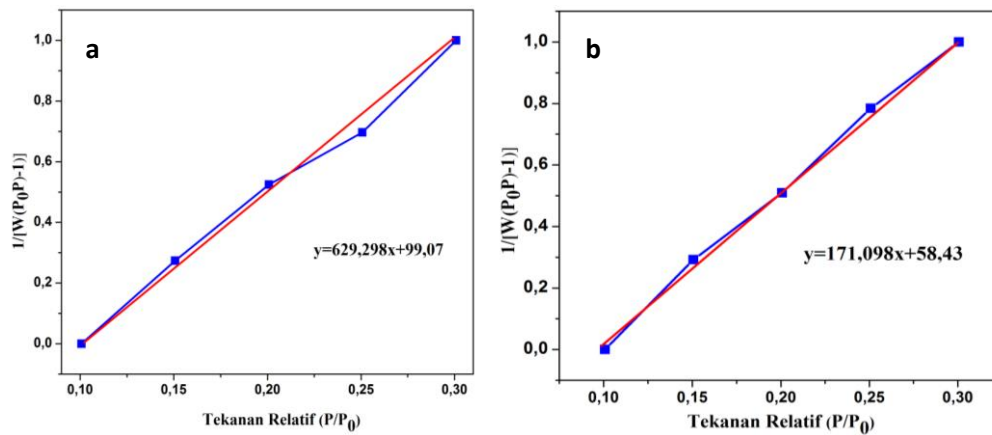 a
1/[W(P0P)-1)]
1,0
0,8
0,6
0,4
0,2
0,0
y=629,298x+99,07
0,10 0,15 0,20 0,25 0,30
Tekanan Relatif (P/P0)
b
1/[W(P0P)-1)]
1,0
0,8
0,6
0,4
0,2
0,0
y=171,098x+58,43
0,10 0,15 0,20 0,25 0,30
Tekanan Relatif (P/P0)